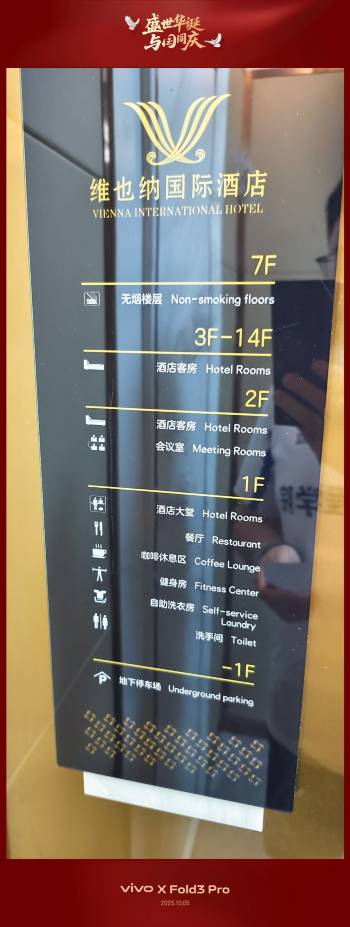 盛世华诞
与国同庆
维也纳国际酒店
VIENNA INTERNATIONAL HOTEL
7F
无烟楼层 Non-smoking floors
3F-14F
酒店客房 Hotel Rooms
2F
酒店客房 Hotel Rooms
会议室 Meeting Rooms
1F
酒店大堂 Hotel Rooms
餐厅 Restaurant
咖啡休息区 Coffee Lounge
健身房 Fitness Center
自助洗衣房 Self-service
Laundry
洗手间 Toilet
-1F
地下停车场 Underground parking
vivo X Fold3 Pro
2025.10.05